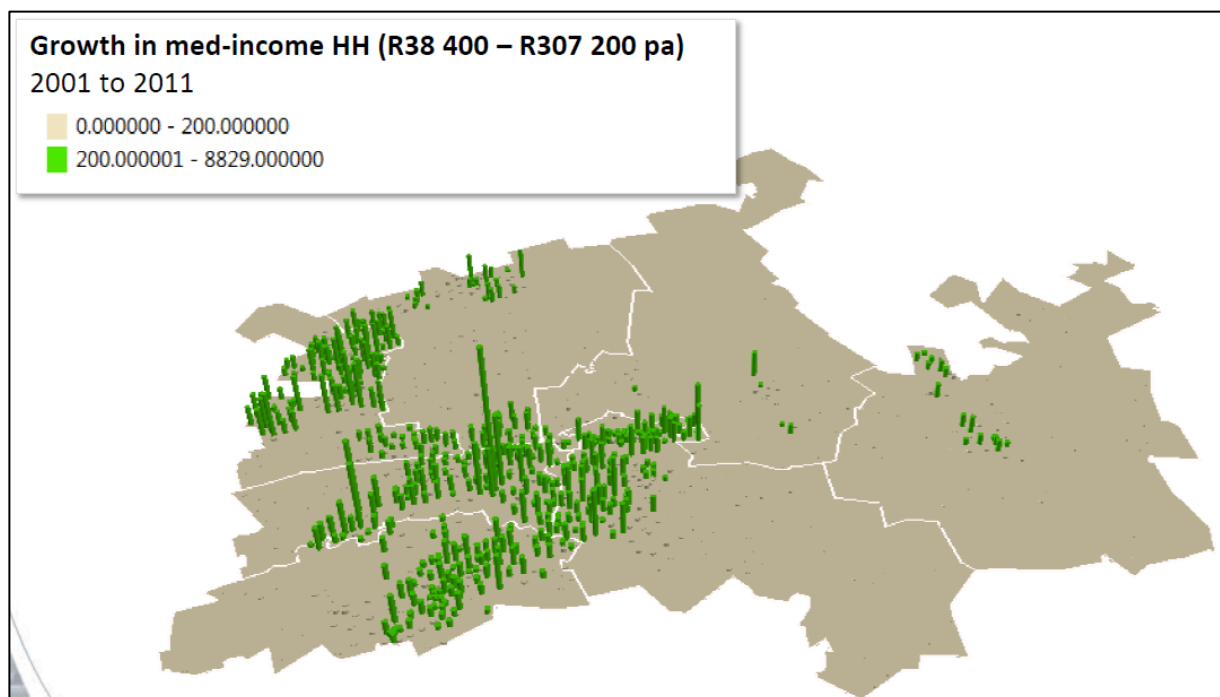 Growth in med-income HH (R38 400 – R307 200 pa)
2001 to 2011
0.000000 - 200.000000
200.000001 - 8829.000000